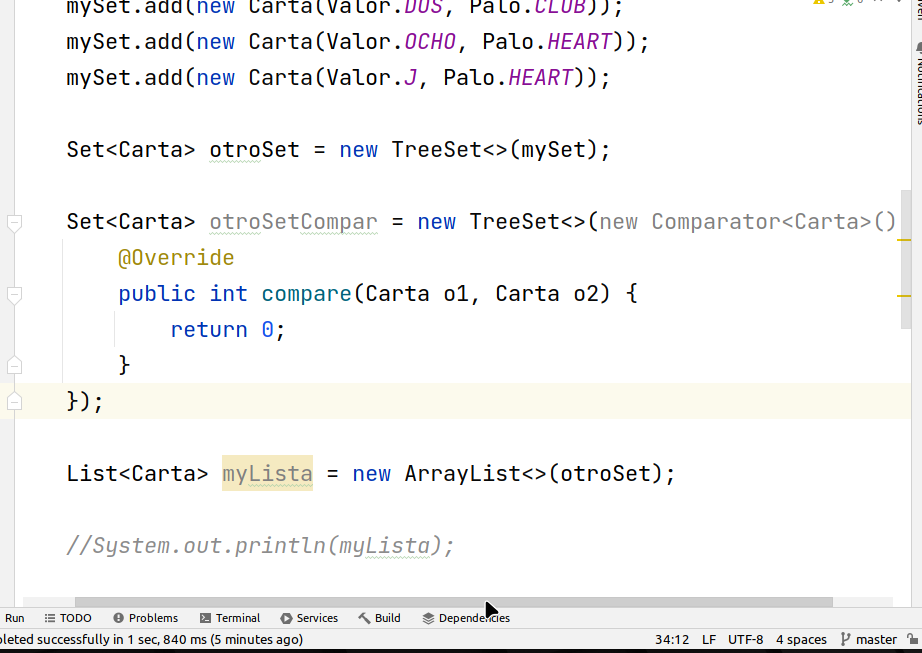 mySet.add(new Carta(Valor.DOS, Palo.CLUB));
mySet.add(new Carta(Valor.OCHO, Palo.HEART));
mySet.add(new Carta(Valor.J, Palo.HEART));
Set<Carta> otroSet = new TreeSet<>(mySet);
Set<Carta> otroSetCompar = new TreeSet<>(new Comparator<Carta>()
@Override
public int compare(Carta o1, Carta o2) {
return 0;
}
});
List<Carta> myLista = new ArrayList<>(otroSet);
//System.out.println(myLista);
Notifications
Run TODO Problems Terminal Services Build Dependencies
pleted successfully in 1 sec, 840 ms (5 minutes ago) 34:12 LF UTF-8 4 spaces master